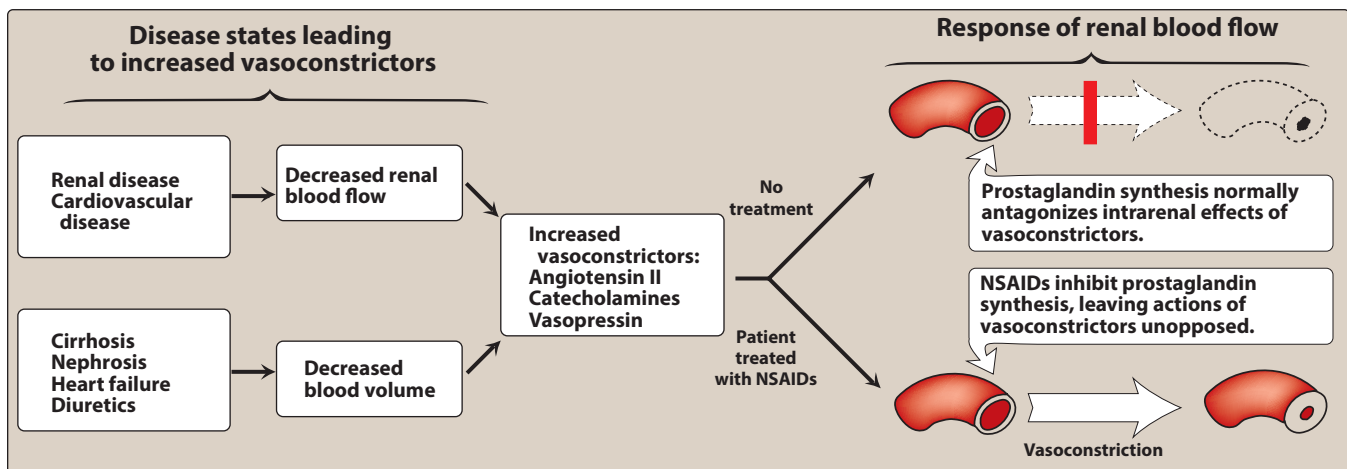 Disease states leading
to increased vasoconstrictors
Response of renal blood flow
Renal disease
Cardiovascular
disease
Decreased renal
blood flow
Cirrhosis
Nephrosis
Heart failure
Diuretics
Decreased
blood volume
Increased
vasoconstrictors:
Angiotensin II
Catecholamines
Vasopressin
No
treatment
Patient
treated
with NSAIDs
Prostaglandin synthesis normally
antagonizes intrarenal effects of
vasoconstrictors.
NSAIDs inhibit prostaglandin
synthesis, leaving actions of
vasoconstrictors unopposed.
Vasoconstriction